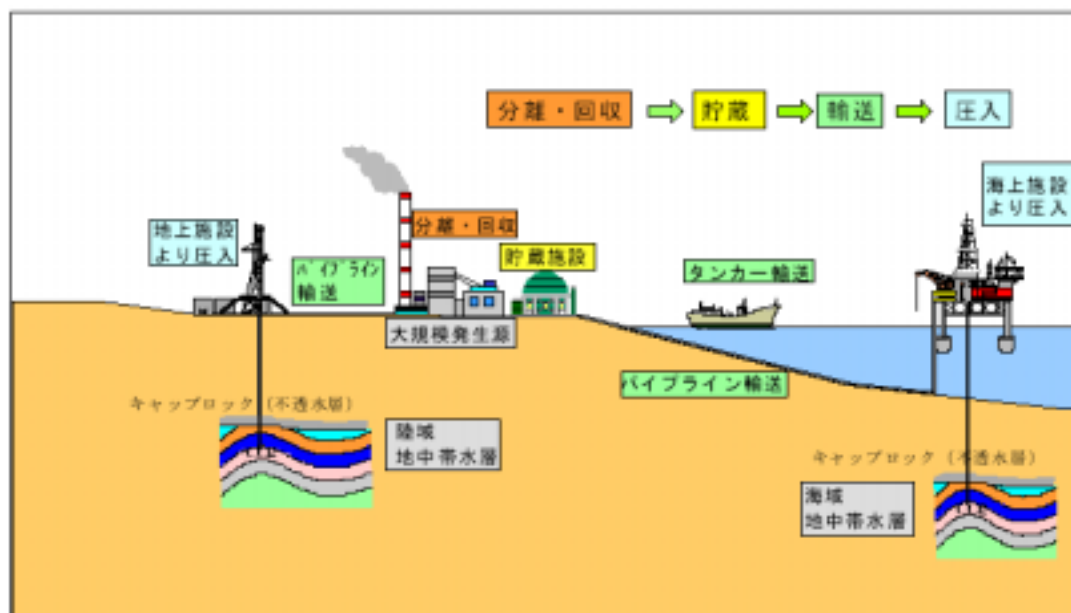 分離・回収
貯蔵
輸送
圧入
海上施設
より圧入
地上施設
より圧入
分離・回収
パイプライン
輸送
貯蔵施設
タンカー輸送
大規模発生源
パイプライン輸送
キャップロック(不透水層)
陸域
地中帯水層
キャップロック(不透水層)
海域
地中帯水層